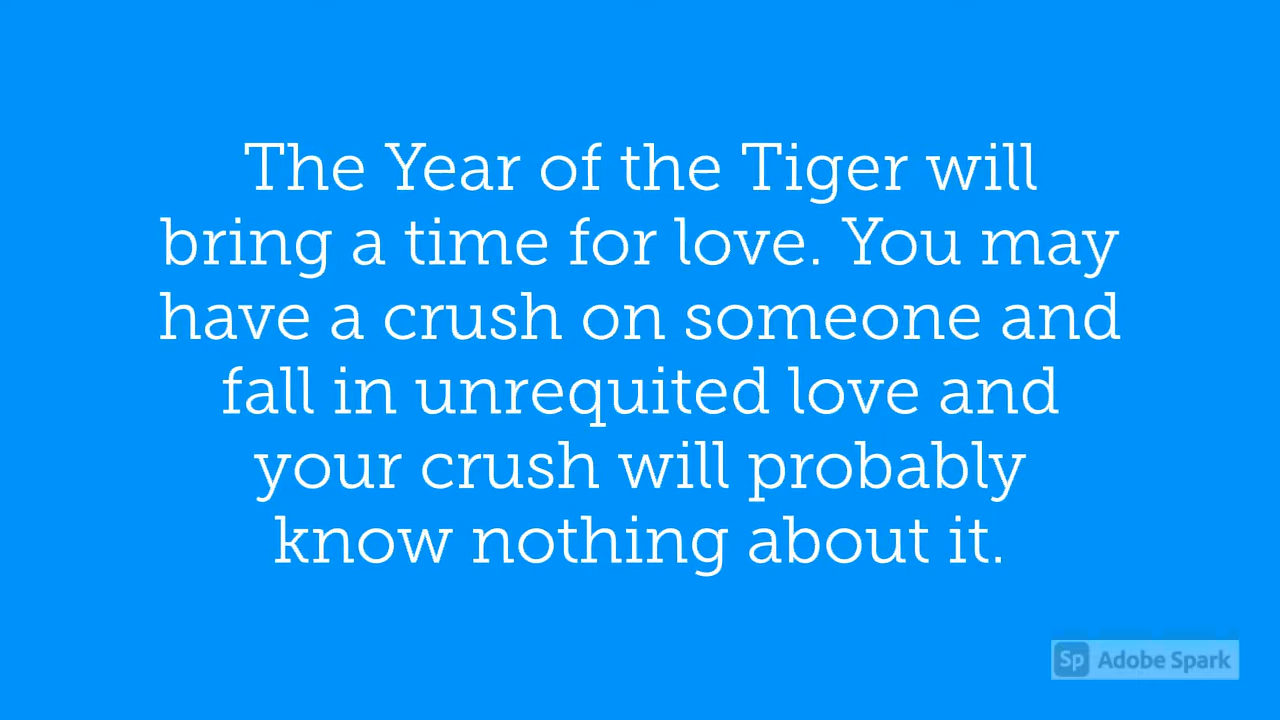 The Year of the Tiger will
bring a time for love. You may
have a crush on someone and
fall in unrequited love and
your crush will probably
know nothing about it.
Sp Adobe Spark